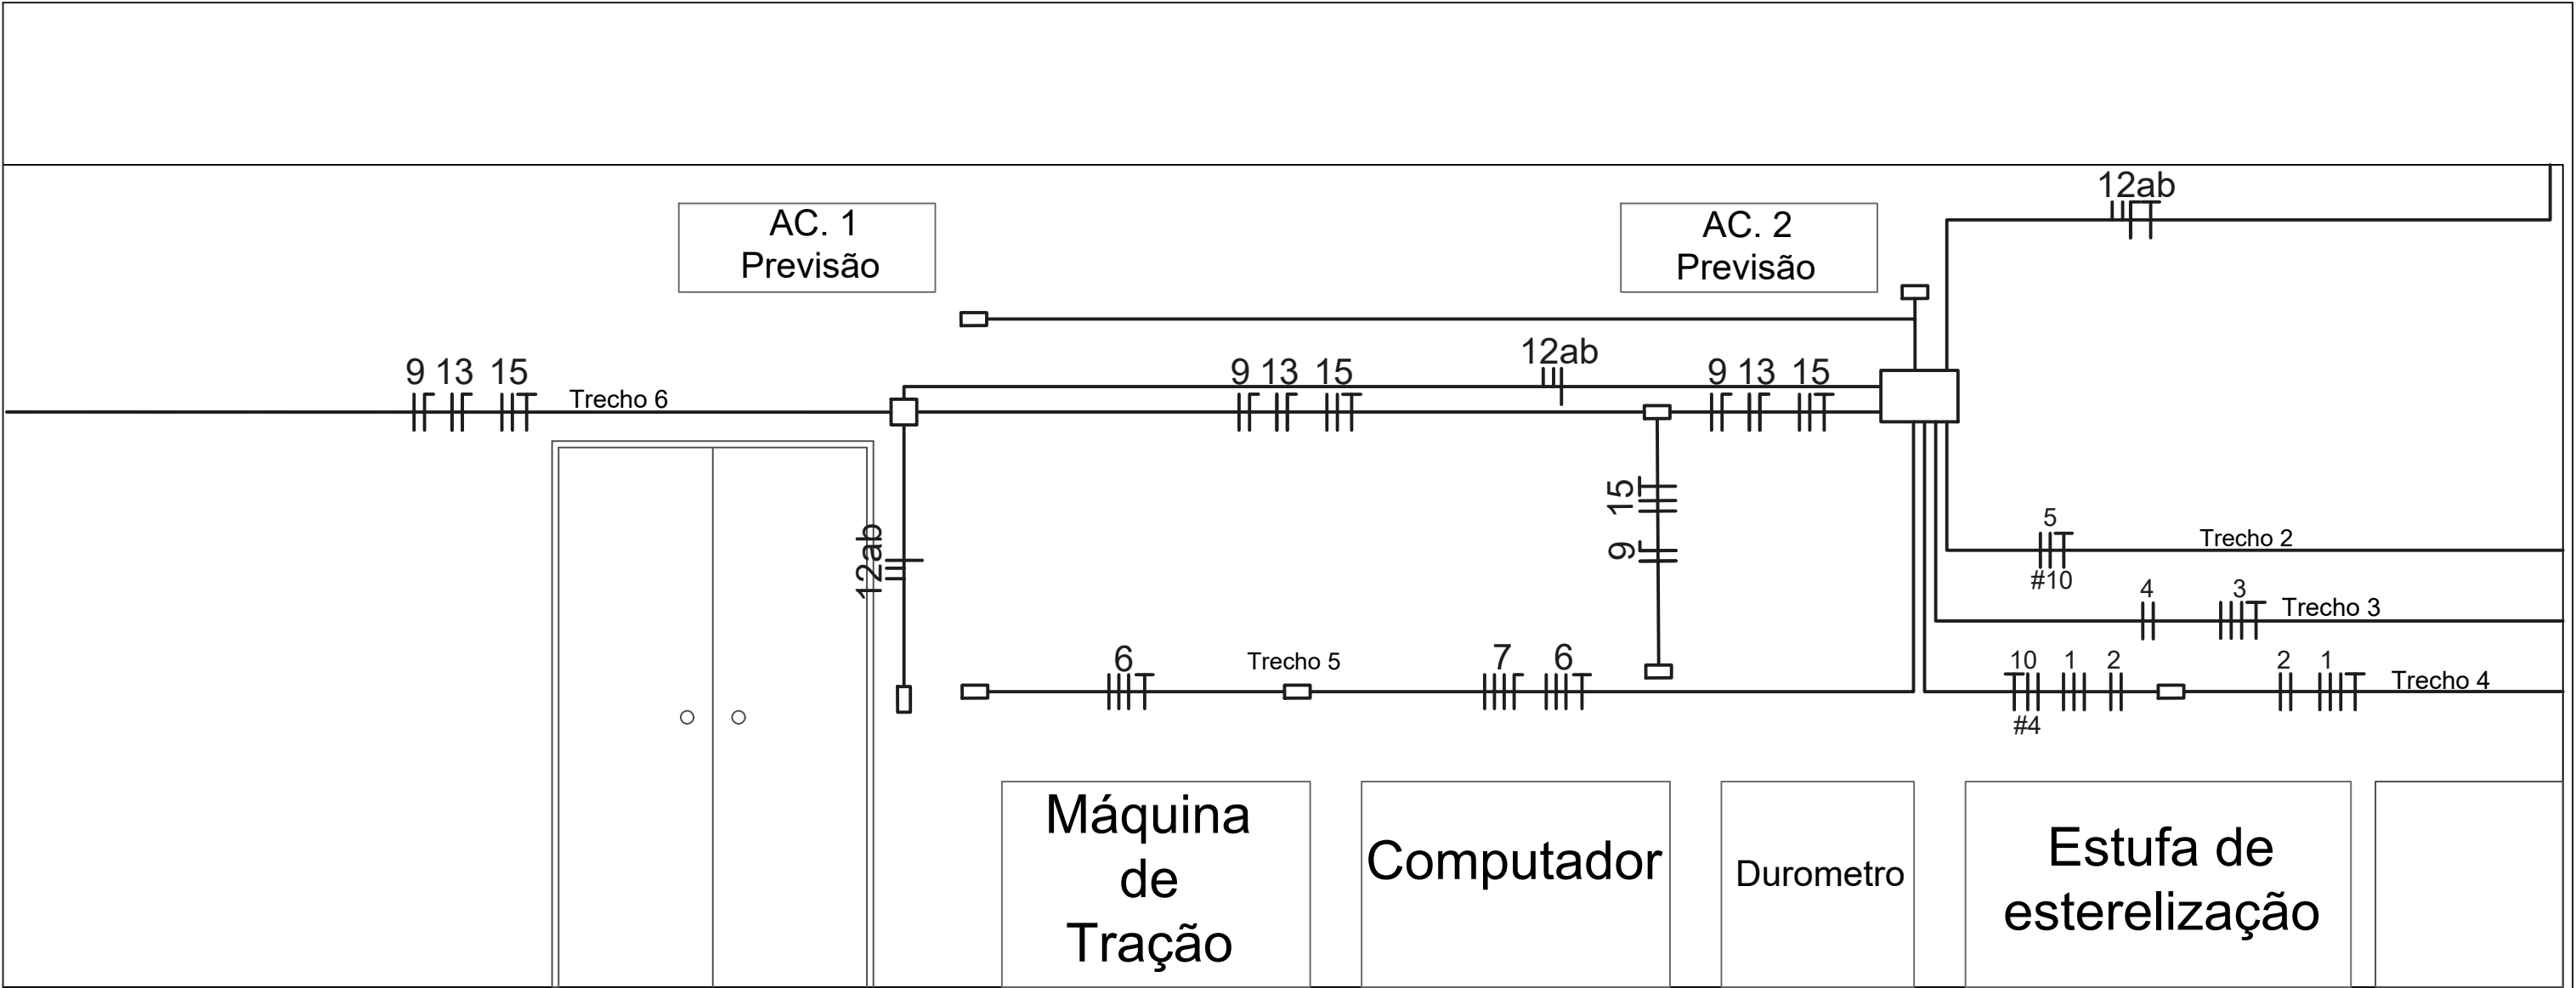 12ab
AC. 1
Previsão
AC. 2
Previsão
12ab
9 13 15
Trecho 6
9 13 15
9 13 15
15
9
12ab
5
Trecho 2
#10
4
3
Trecho 3
6
Trecho 5
7
6
10
1
2
2
1
Trecho 4
#4
Máquina
de
Tração
Computador
Durometro
Estufa de
esterelização